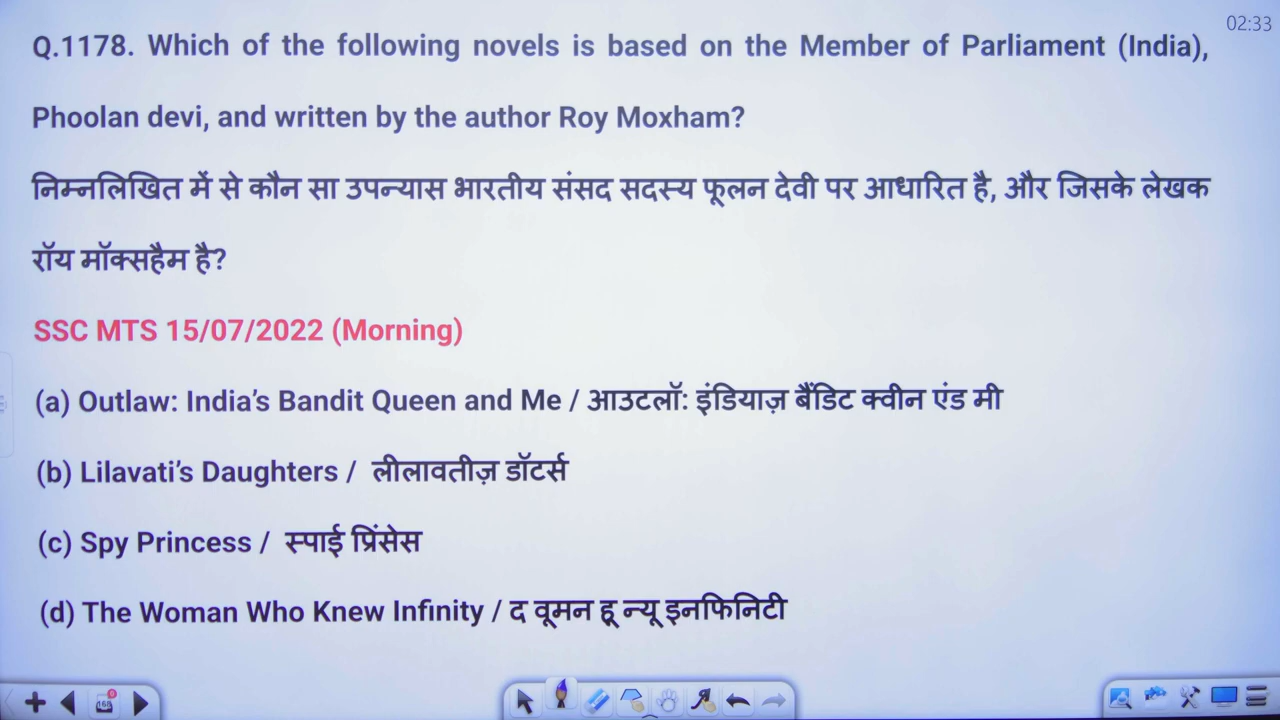 02:33
Q.1178. Which of the following novels is based on the Member of Parliament (India),
Phoolan devi, and written by the author Roy Moxham?
निम्नलिखित में से कौन सा उपन्यास भारतीय संसद सदस्य फूलन देवी पर आधारित है, और जिसके लेखक
रॉय मॉक्सहैम है?
SSC MTS 15/07/2022 (Morning)
(a) Outlaw: India's Bandit Queen and Me / आउटलॉ: इंडियाज़ बैंडिट क्वीन एंड मी
(b) Lilavati's Daughters / लीलावतीज़ डॉटर्स
(c) Spy Princess / स्पाई प्रिंसेस
(d) The Woman Who Knew Infinity / द वूमन हू न्यू इनफिनिटी
168